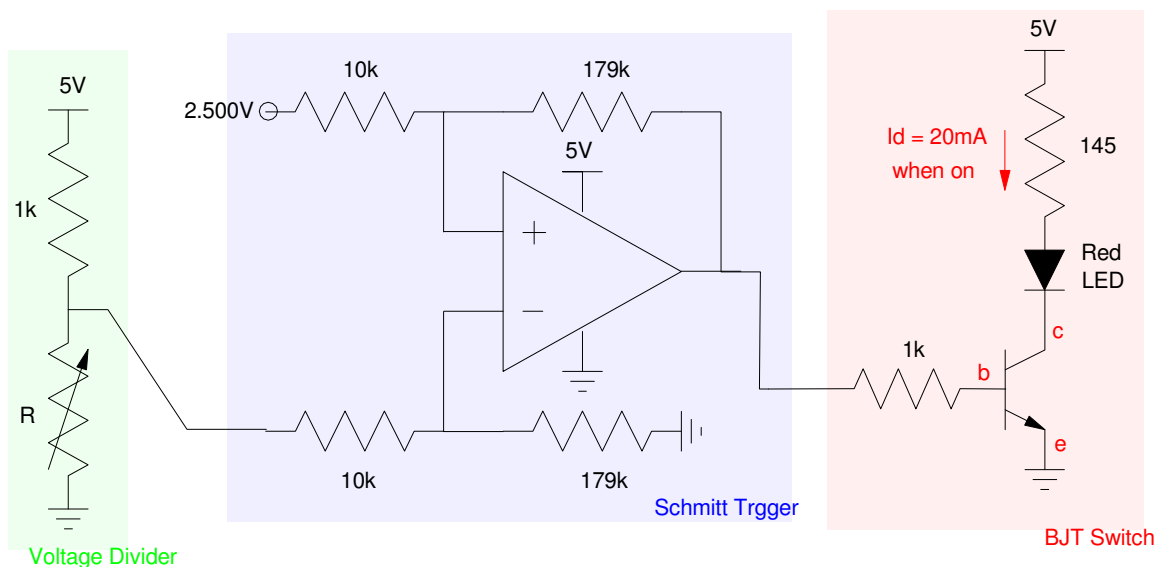 5V
1k
R
Voltage Divider
10k
179k
2.500V
5V
+
−
10k
179k
Schmitt Trgger
5V
Id = 20mA
when on
145
Red
LED
c
1k
b
e
BJT Switch